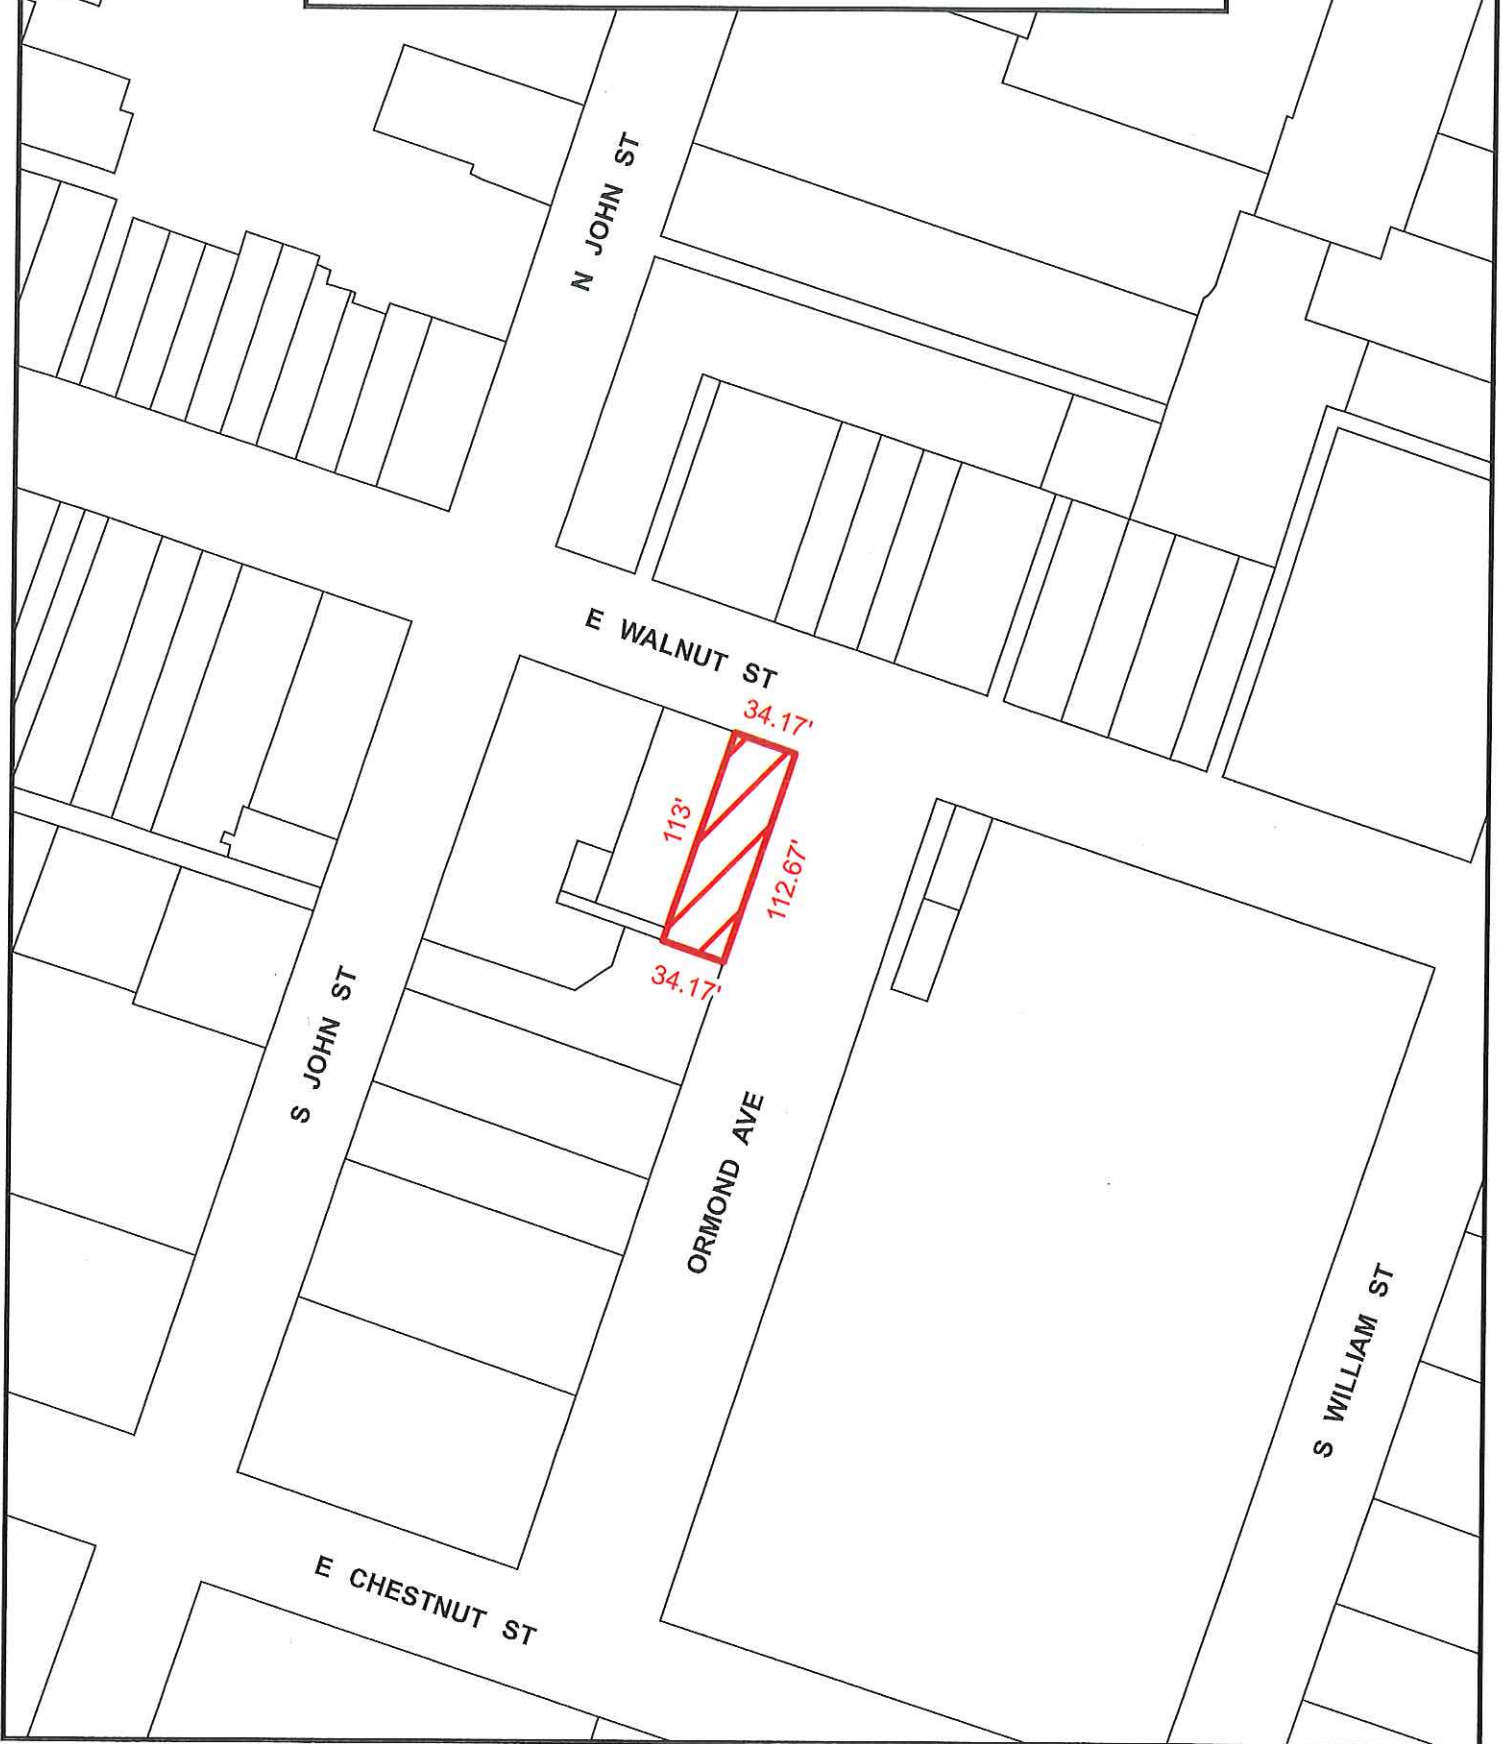 N JOHN ST
E WALNUT ST
34.17'
113'
112.67'
34.17'
S JOHN ST
ORMOND AVE
S WILLIAM ST
E CHESTNUT ST